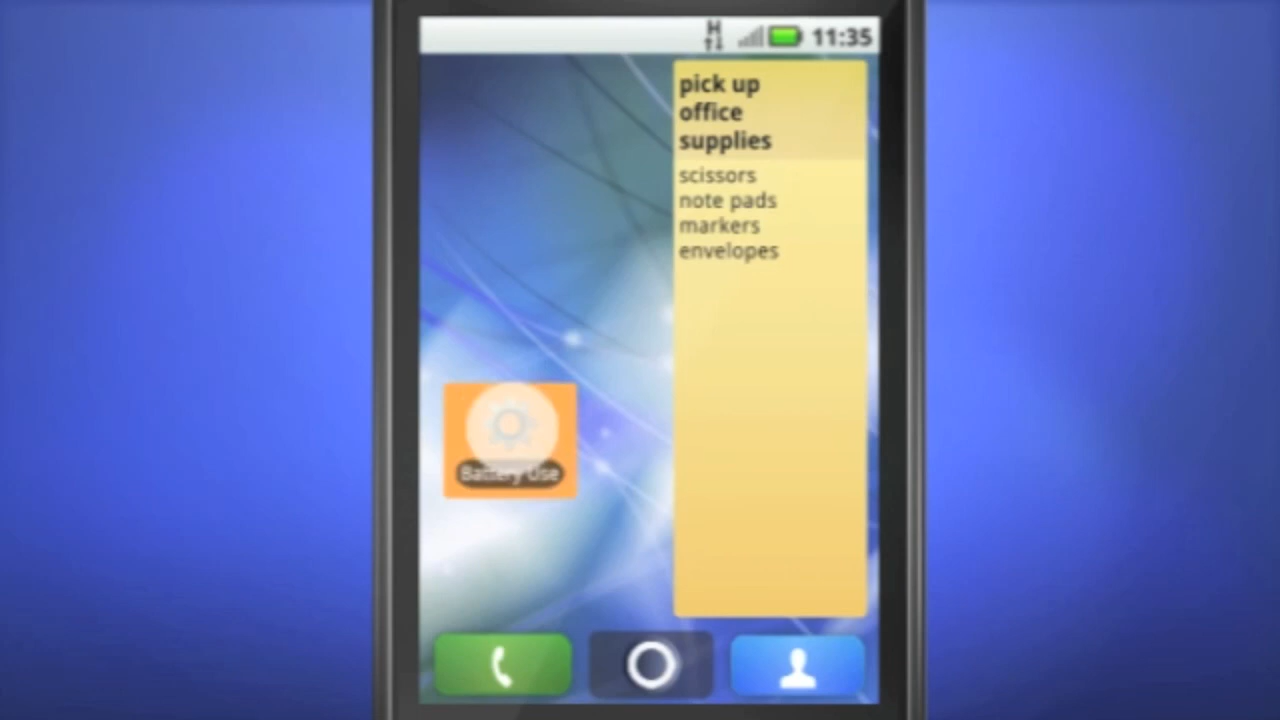 H
11:35
pick up
office
supplies
scissors
note pads
markers
envelopes
Battery Use